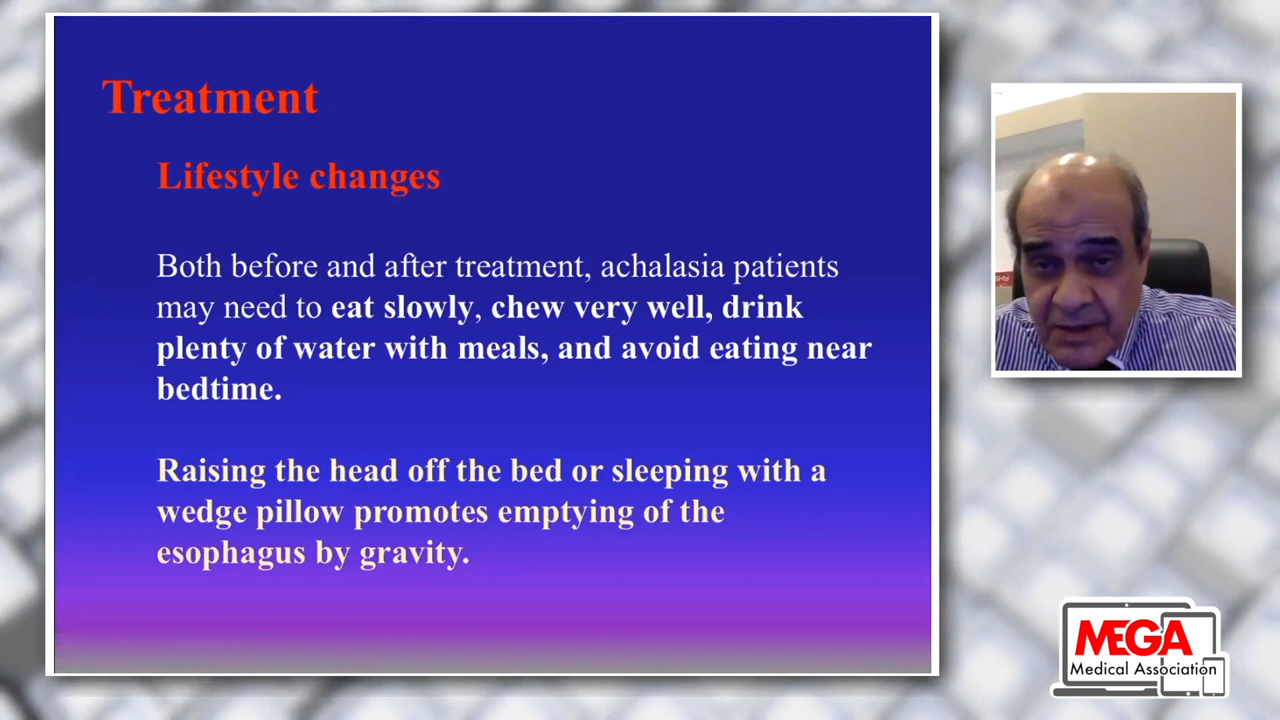 Treatment
Lifestyle changes
Both before and after treatment, achalasia patients
may need to eat slowly, chew very well, drink
plenty of water with meals, and avoid eating near
bedtime.
Raising the head off the bed or sleeping with a
wedge pillow promotes emptying of the
esophagus by gravity.
MEGA
Medical Association